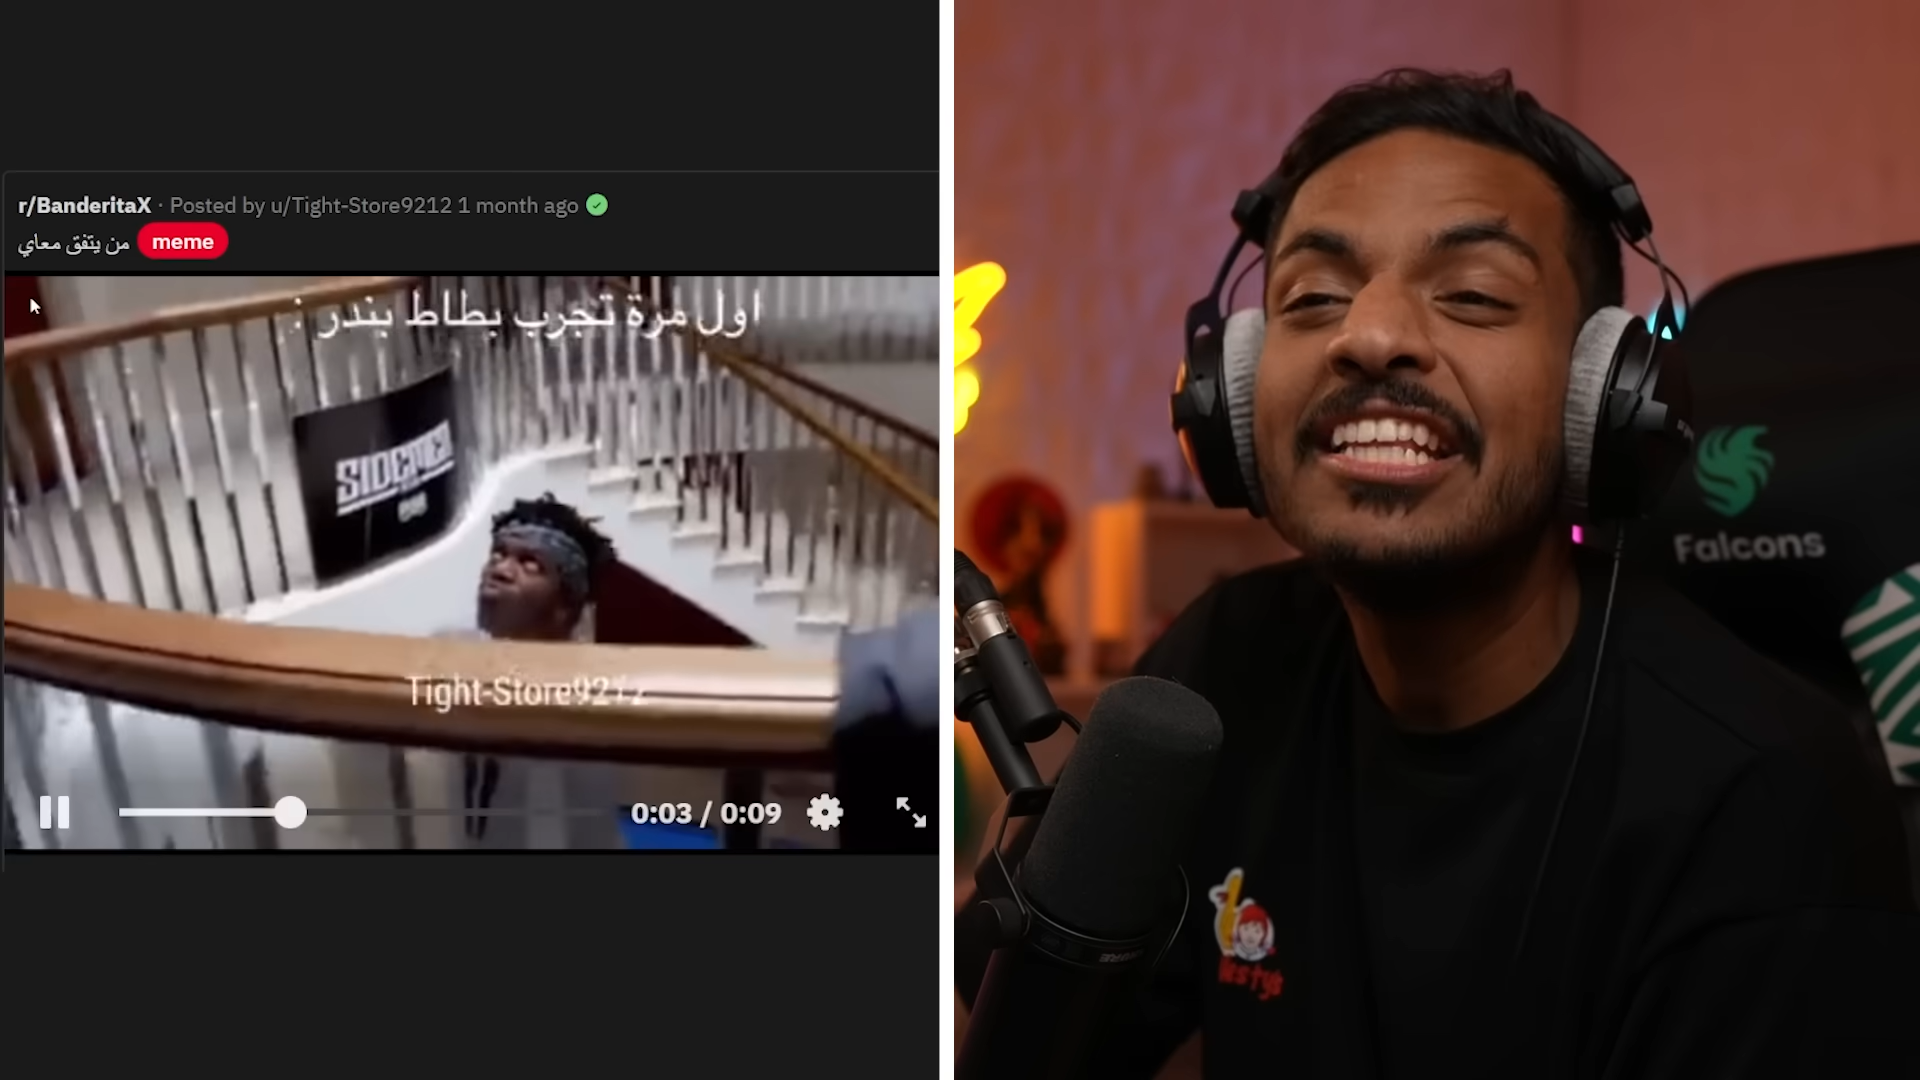 r/BanderitaX · Posted by u/Tight-Store9212 1 month ago
من يتفق معاي meme
اول مرة تجرب بطاط بندر :
SIDEMEN
Tight-Store9212
0:03 / 0:09
Falcons